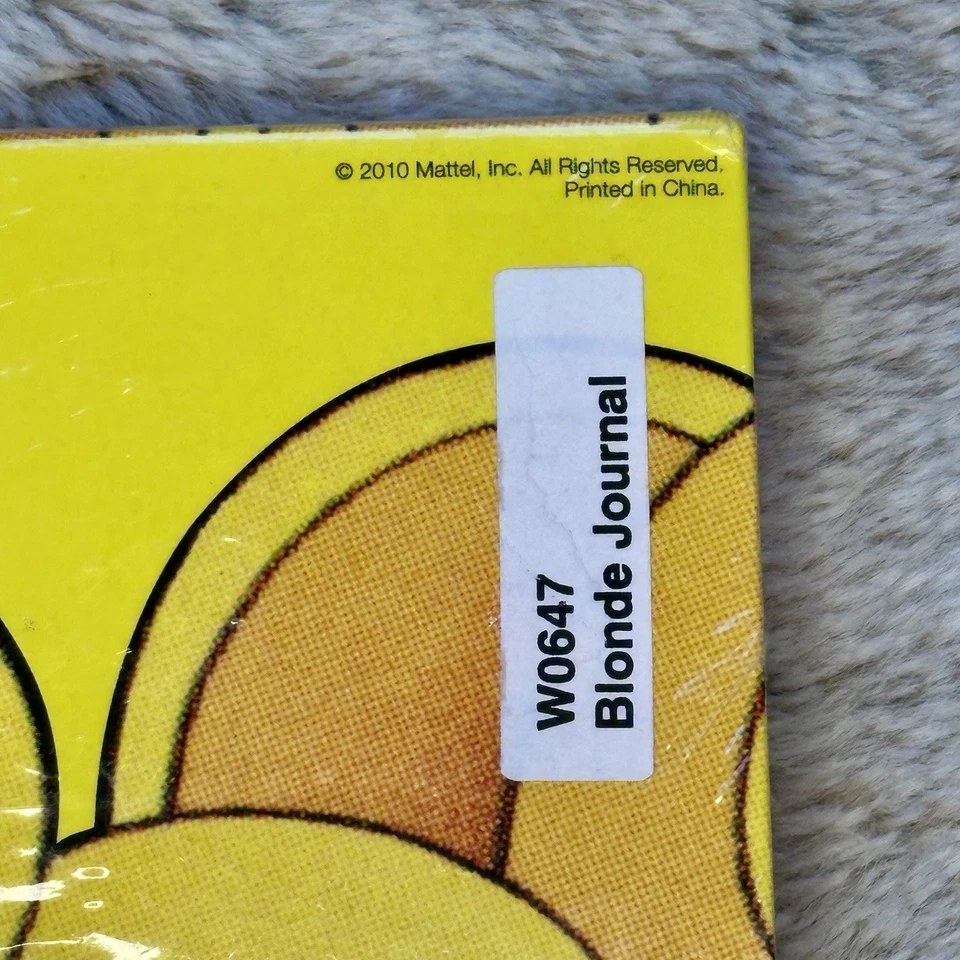 © 2010 Mattel, Inc. All Rights Reserved.
Printed in China.
W0647
Blonde Journal